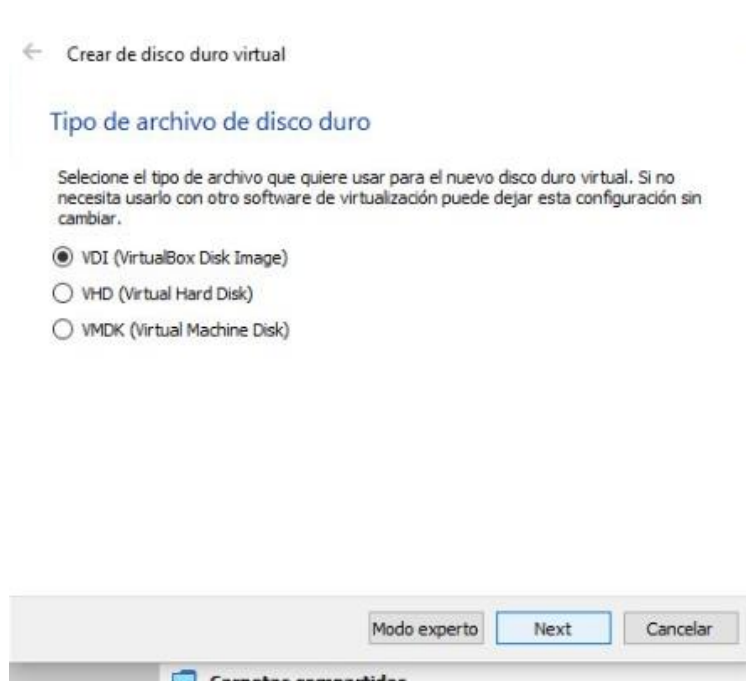 Crear de disco duro virtual
Tipo de archivo de disco duro
Selecione el tipo de archivo que quiere usar para el nuevo disco duro virtual. Si no
necesita usarlo con otro software de virtualización puede dejar esta configuración sin
cambiar.
VDI (VirtualBox Disk Image)
VHD (Virtual Hard Disk)
VMDK (Virtual Machine Disk)
Modo experto Next Cancelar
Carpetas compartidas